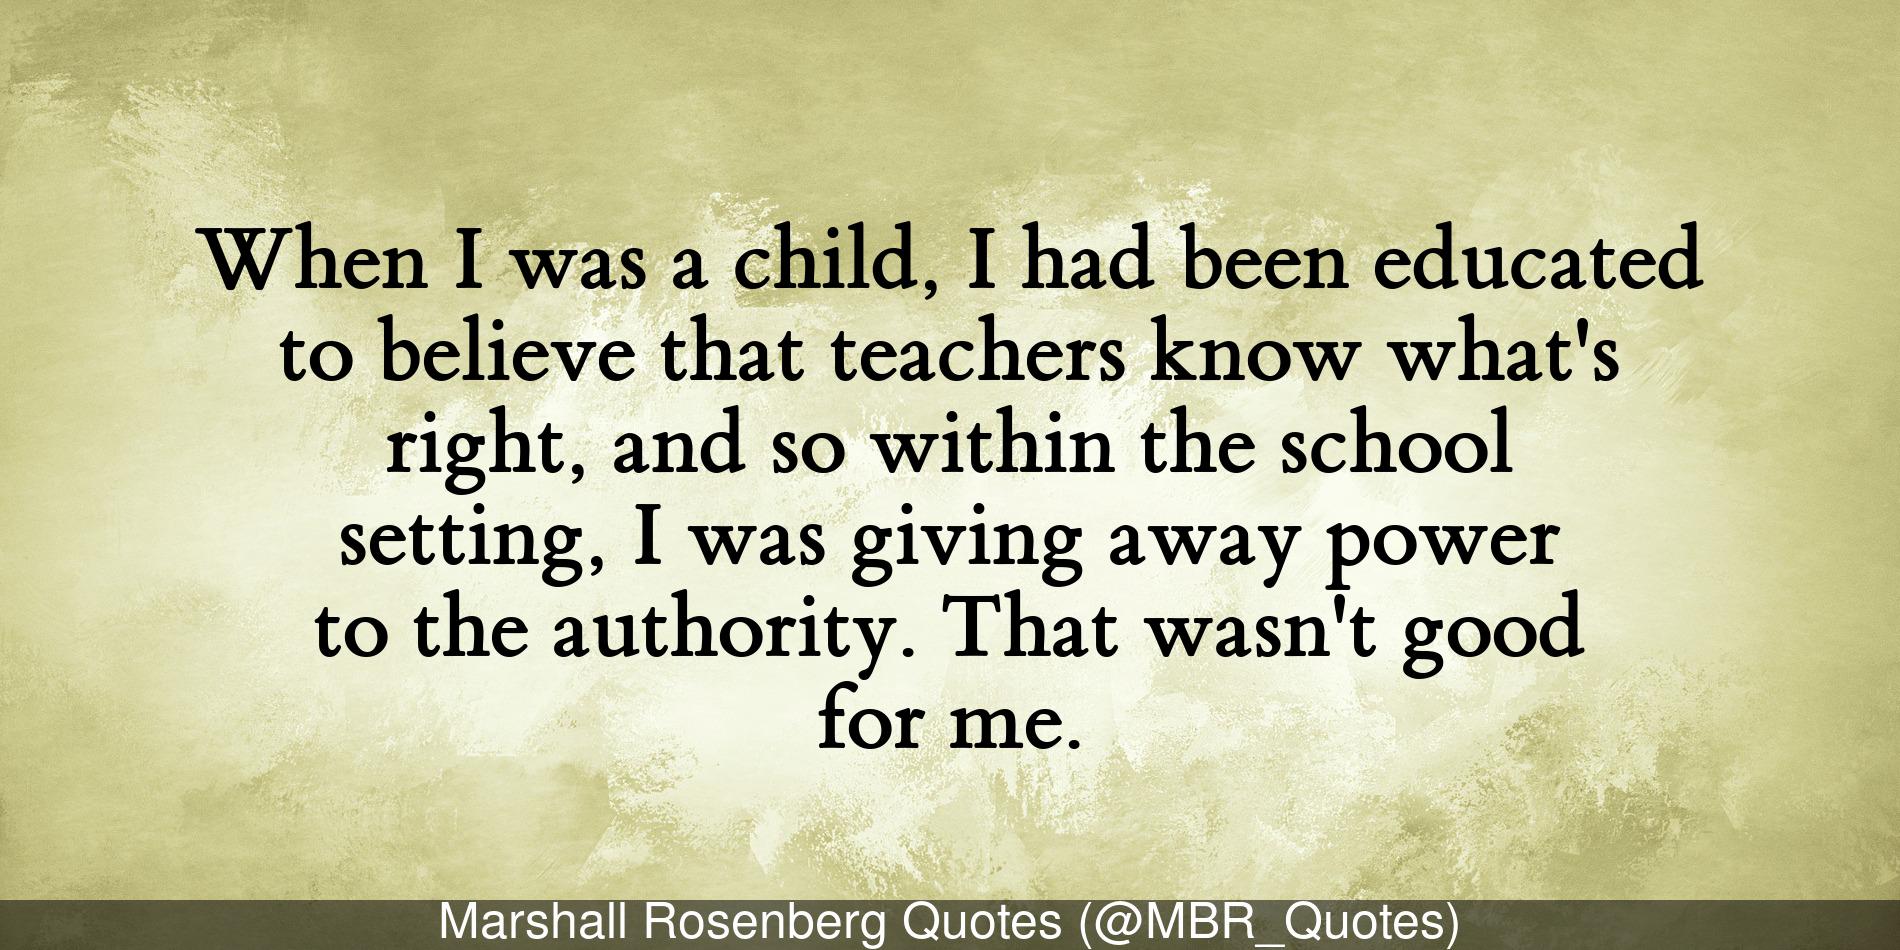 When I was a child, I had been educated
to believe that teachers know what's
right, and so within the school
setting, I was giving away power
to the authority. That wasn't good
for me.
Marshall Rosenberg Quotes (@MBR_Quotes)